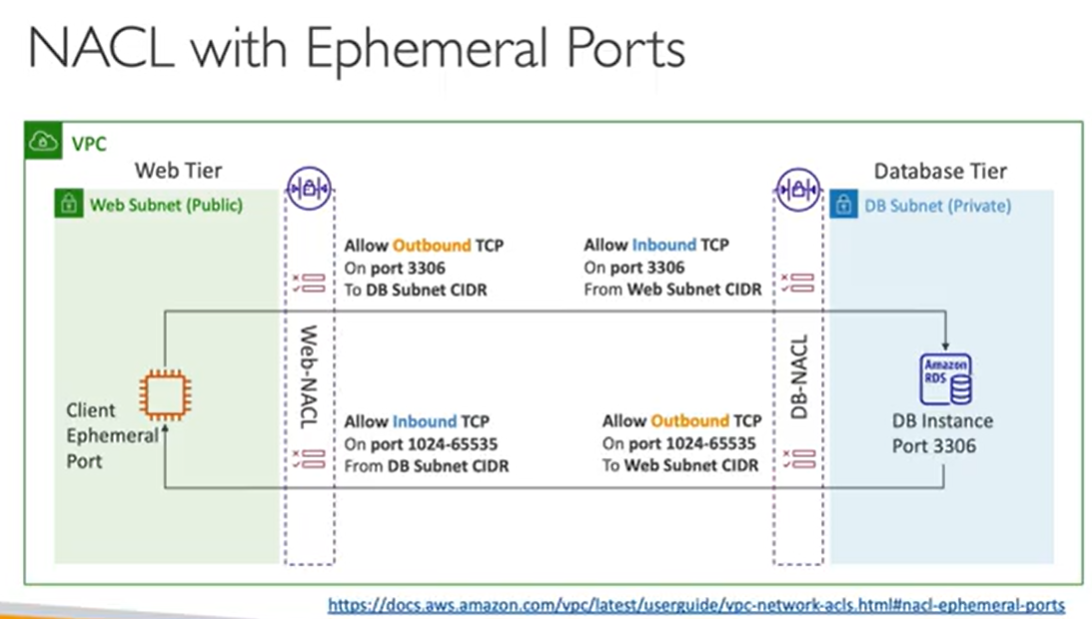 NACL with Ephemeral Ports
VPC
Web Tier
Database Tier
Web Subnet (Public)
DB Subnet (Private)
Allow Outbound TCP
On port 3306
To DB Subnet CIDR
Allow Inbound TCP
On port 3306
From Web Subnet CIDR
Web-NACL
DB-NACL
Amazon
RDS
Client
Ephemeral
Port
Allow Inbound TCP
On port 1024-65535
From DB Subnet CIDR
Allow Outbound TCP
On port 1024-65535
To Web Subnet CIDR
DB Instance
Port 3306
https://docs.aws.amazon.com/vpc/latest/userguide/vpc-network-acls.html#nacl-ephemeral-ports